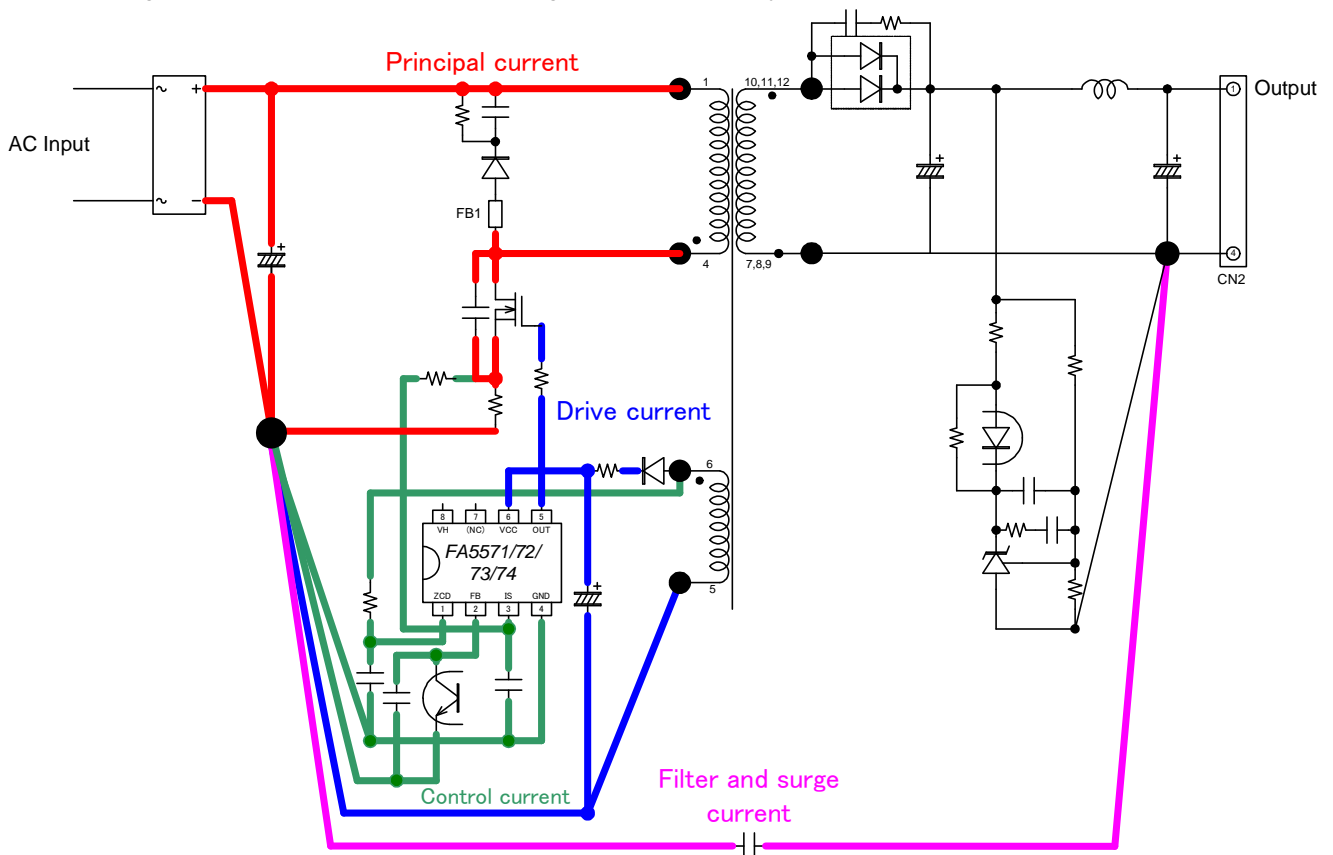 Principal current
1
10,11,12
1
Output
~
+
AC Input
~
−
+
+
+
FB1
4
7,8,9
4
CN2
Drive current
6
8
7
6
5
VH
(NC)
VCC
OUT
FA5571/72/
73/74
+
ZCD
FB
IS
GND
1
2
3
4
5
Control current
Filter and surge
current